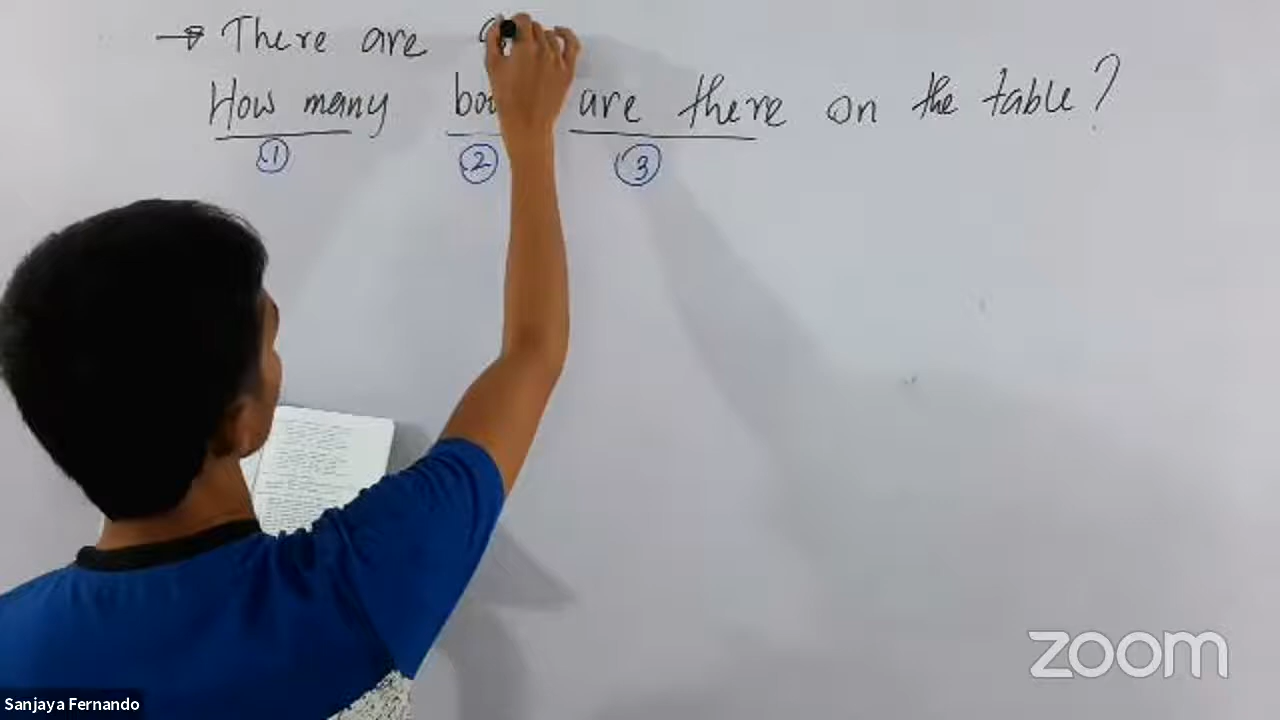 → There are
How many are there on the table?
① ② ③
zoom
Sanjaya Fernando